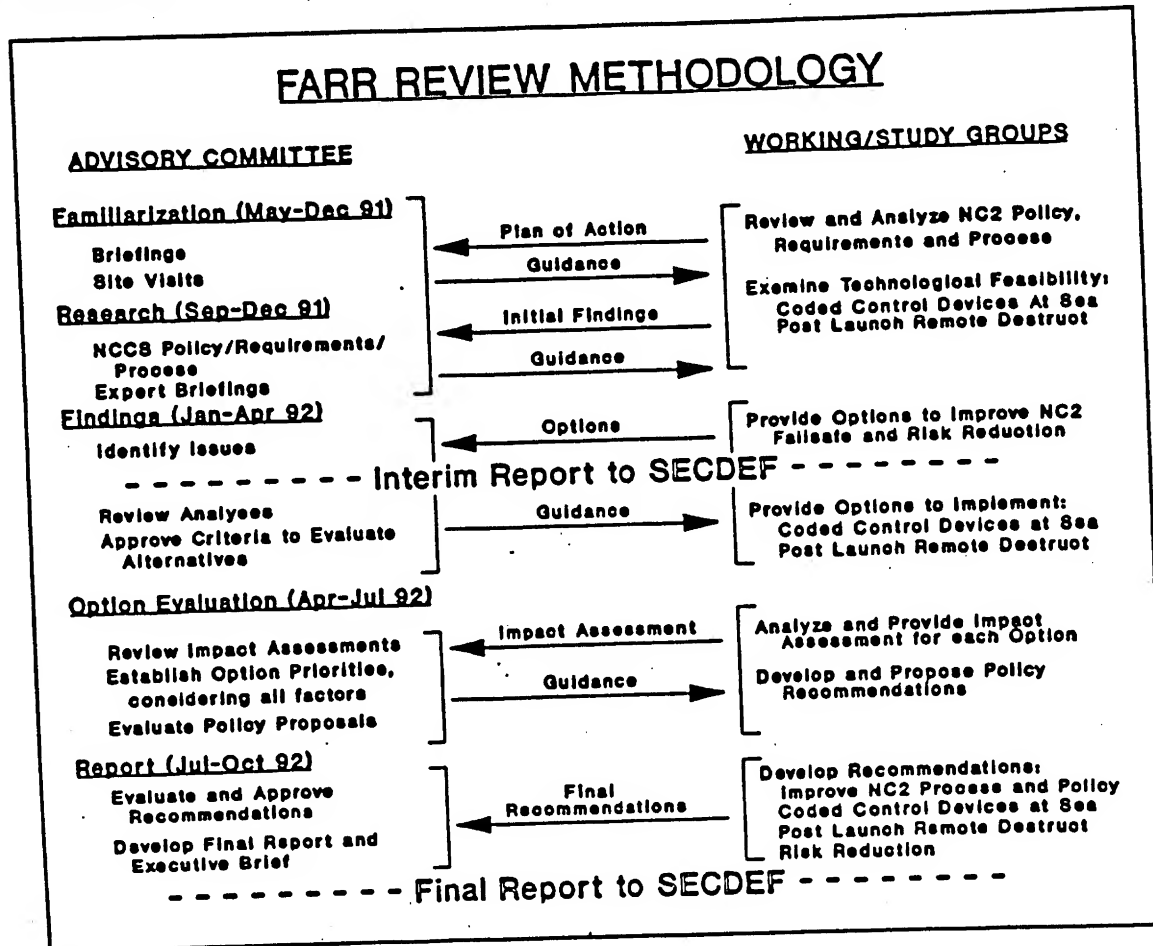 FARR REVIEW METHODOLOGY
ADVISORY COMMITTEE
WORKING/STUDY GROUPS
Familiarization (May-Dec 91)
Briefings
Site Visits
Research (Sep-Dec 91)
NCCS Policy/Requirements/
Process
Expert Briefings
Plan of Action
Guidance
Initial Findings
Guidance
Review and Analyze NC2 Policy,
Requirements and Process
Examine Technological Feasibility:
Coded Control Devices At Sea
Post Launch Remote Destruct
Findings (Jan-Apr 92)
Identify Issues
Options
Provide Options to Improve NC2
Failsafe and Risk Reduction
- - - - - - - - - - Interim Report to SECDEF - - - - - - - - -
Review Analyses
Approve Criteria to Evaluate
Alternatives
Guidance
Provide Options to Implement:
Coded Control Devices at Sea
Post Launch Remote Destruct
Option Evaluation (Apr-Jul 92)
Review Impact Assessments
Establish Option Priorities,
considering all factors
Evaluate Policy Proposals
Impact Assessment
Guidance
Analyze and Provide Impact
Assessment for each Option
Develop and Propose Policy
Recommendations
Report (Jul-Oct 92)
Evaluate and Approve
Recommendations
Develop Final Report and
Executive Brief
Final
Recommendations
Develop Recommendations:
Improve NC2 Process and Policy
Coded Control Devices at Sea
Post Launch Remote Destruct
Risk Reduction
- - - - - - - - - Final Report to SECDEF - - - - - - - -